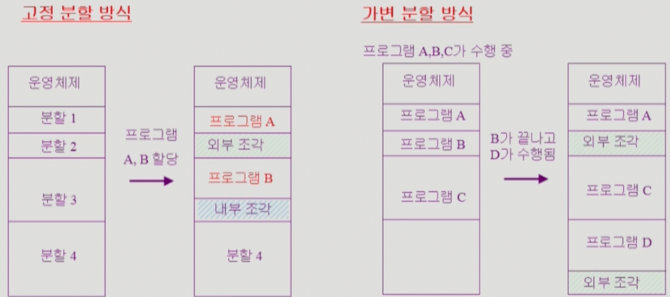 고정 분할 방식
운영체제
분할 1
분할 2
분할 3
분할 4
프로그램
A, B 할당
운영체제
프로그램 A
외부 조각
프로그램 B
내부 조각
분할 4
가변 분할 방식
프로그램 A,B,C가 수행 중
운영체제
프로그램 A
프로그램 B
프로그램 C
B가 끝나고
D가 수행됨
운영체제
프로그램 A
외부 조각
프로그램 C
프로그램 D
외부 조각